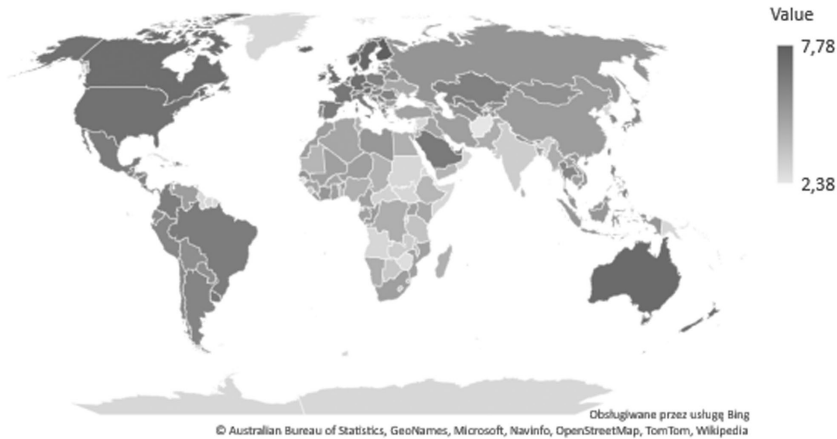 Value
7,78
2,38
Obsługiwane przez usługę Bing
© Australian Bureau of Statistics, GeoNames, Microsoft, Navinfo, OpenStreetMap, TomTom, Wikipedia